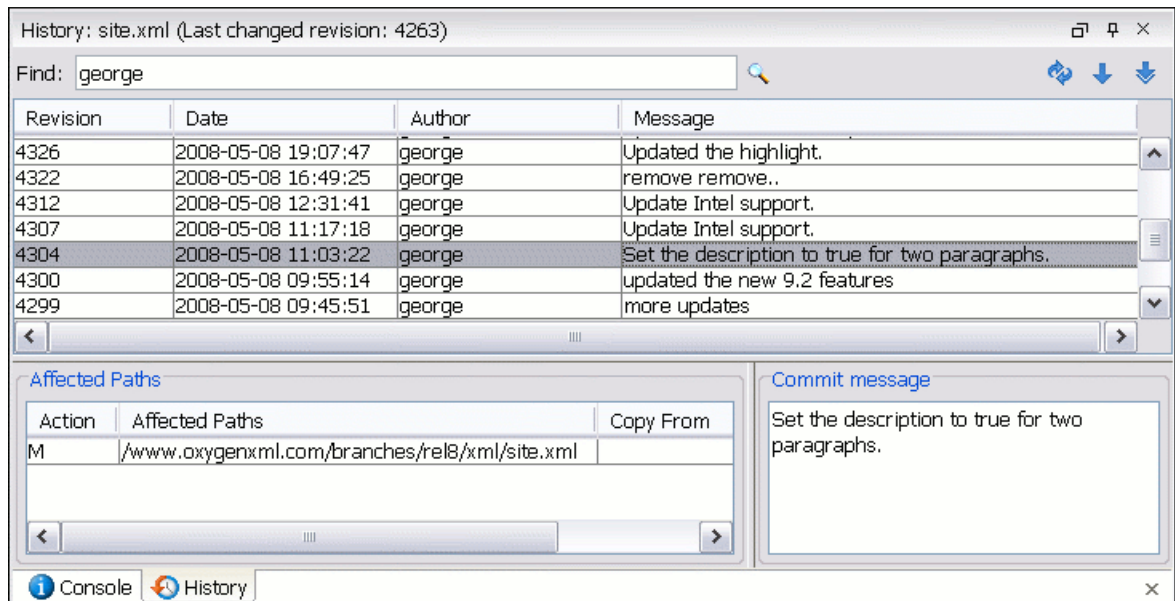 History: site.xml (Last changed revision: 4263)
Find: george
Revision Date Author Message
4326 2008-05-08 19:07:47 george Updated the highlight.
4322 2008-05-08 16:49:25 george remove remove..
4312 2008-05-08 12:31:41 george Update Intel support.
4307 2008-05-08 11:17:18 george Update Intel support.
4304 2008-05-08 11:03:22 george Set the description to true for two paragraphs.
4300 2008-05-08 09:55:14 george updated the new 9.2 features
4299 2008-05-08 09:45:51 george more updates
Affected Paths
Action Affected Paths Copy From
M /www.oxygenxml.com/branches/rel8/xml/site.xml
Commit message
Set the description to true for two
paragraphs.
Console History